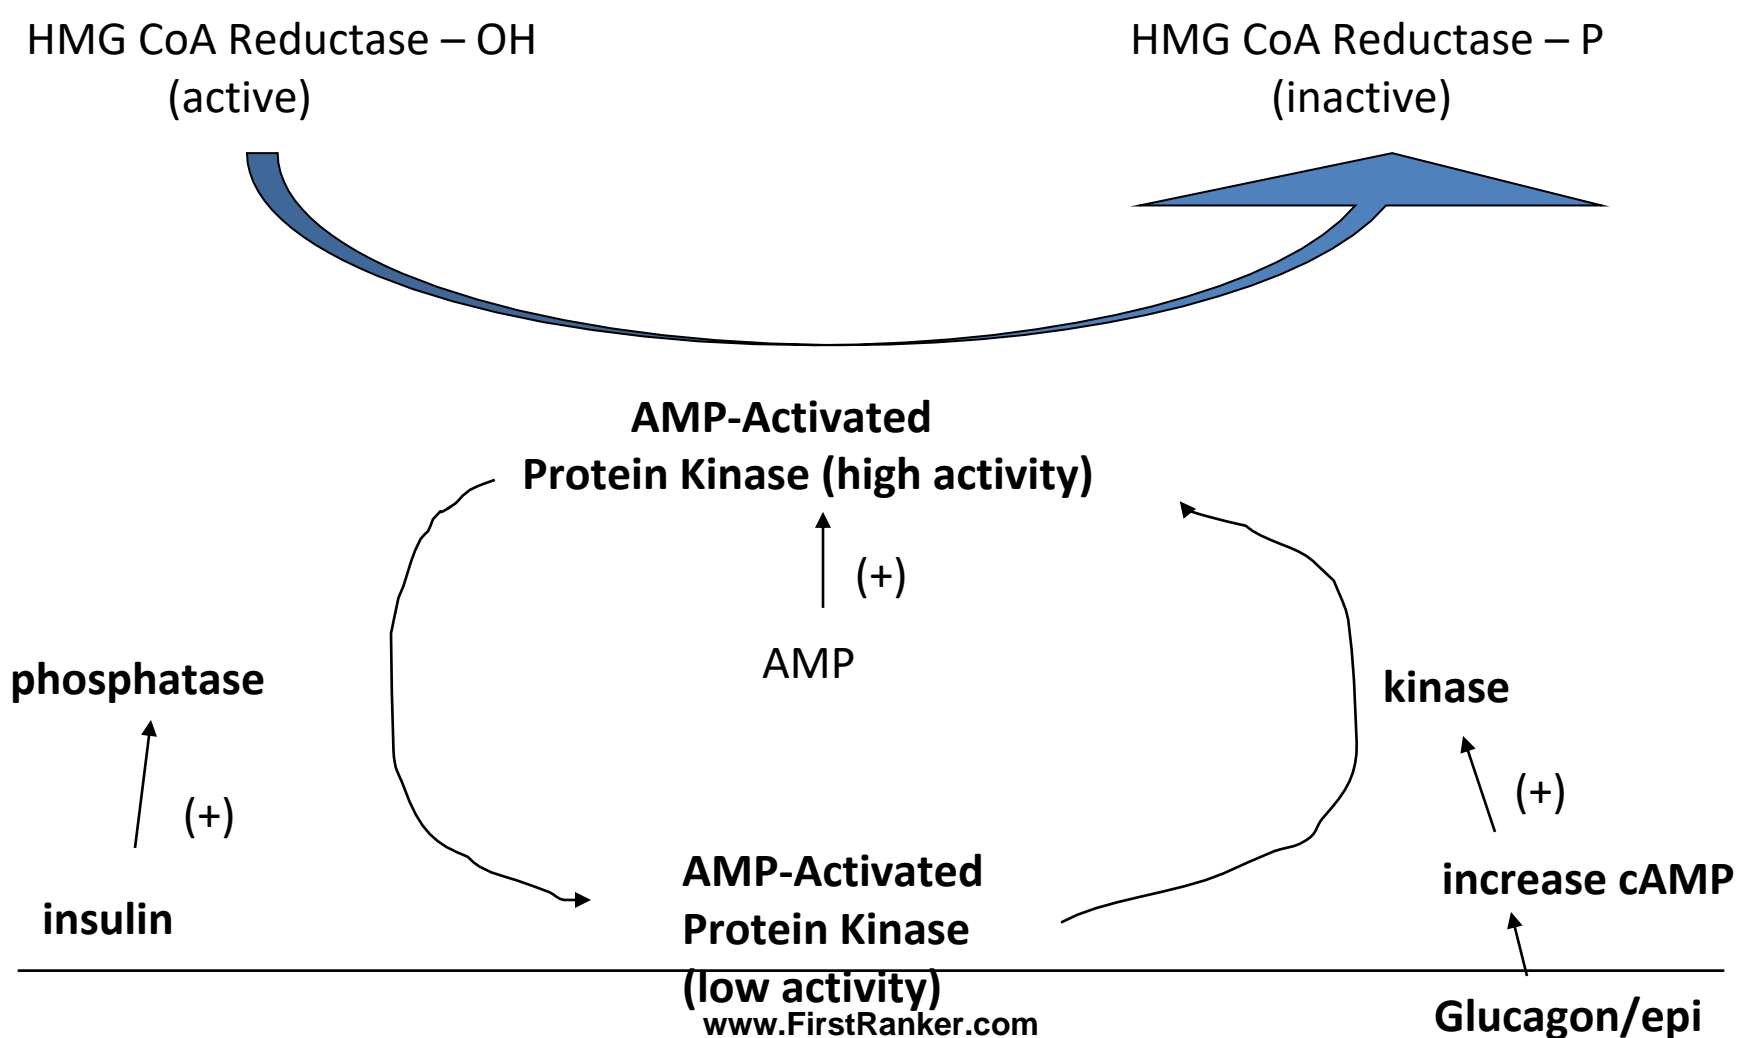 HMG CoA Reductase – OH
(active)
HMG CoA Reductase – P
(inactive)
AMP-Activated
Protein Kinase (high activity)
(+)
AMP
phosphatase
(+)
insulin
kinase
(+)
increase cAMP
Glucagon/epi
AMP-Activated
Protein Kinase
(low activity)
www.FirstRanker.com